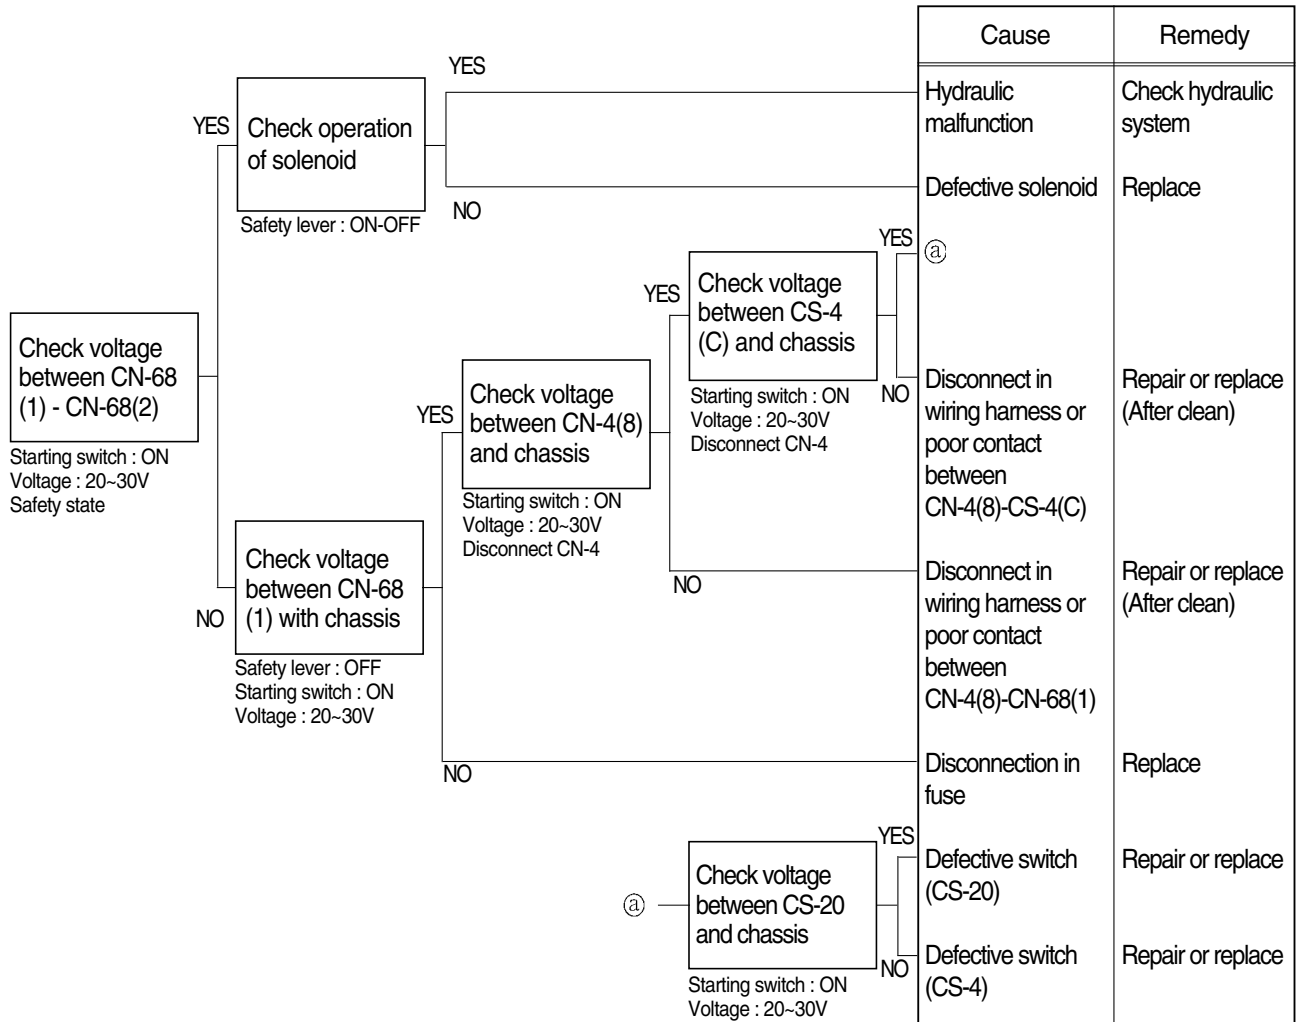 Cause
Remedy
YES
Hydraulic
malfunction
Check hydraulic
system
YES
Check operation
of solenoid
Safety lever : ON-OFF
NO
Defective solenoid
Replace
YES
ⓐ
YES
Check voltage
between CS-4
(C) and chassis
Starting switch : ON
Voltage : 20~30V
Disconnect CN-4
NO
Disconnect in
wiring harness or
poor contact
between
CN-4(8)-CS-4(C)
Repair or replace
(After clean)
Check voltage
between CN-68
(1) - CN-68(2)
Starting switch : ON
Voltage : 20~30V
Safety state
YES
Check voltage
between CN-4(8)
and chassis
Starting switch : ON
Voltage : 20~30V
Disconnect CN-4
NO
Disconnect in
wiring harness or
poor contact
between
CN-4(8)-CN-68(1)
Repair or replace
(After clean)
NO
Check voltage
between CN-68
(1) with chassis
Safety lever : OFF
Starting switch : ON
Voltage : 20~30V
NO
Disconnection in
fuse
Replace
ⓐ
Check voltage
between CS-20
and chassis
Starting switch : ON
Voltage : 20~30V
YES
Defective switch
(CS-20)
Repair or replace
NO
Defective switch
(CS-4)
Repair or replace